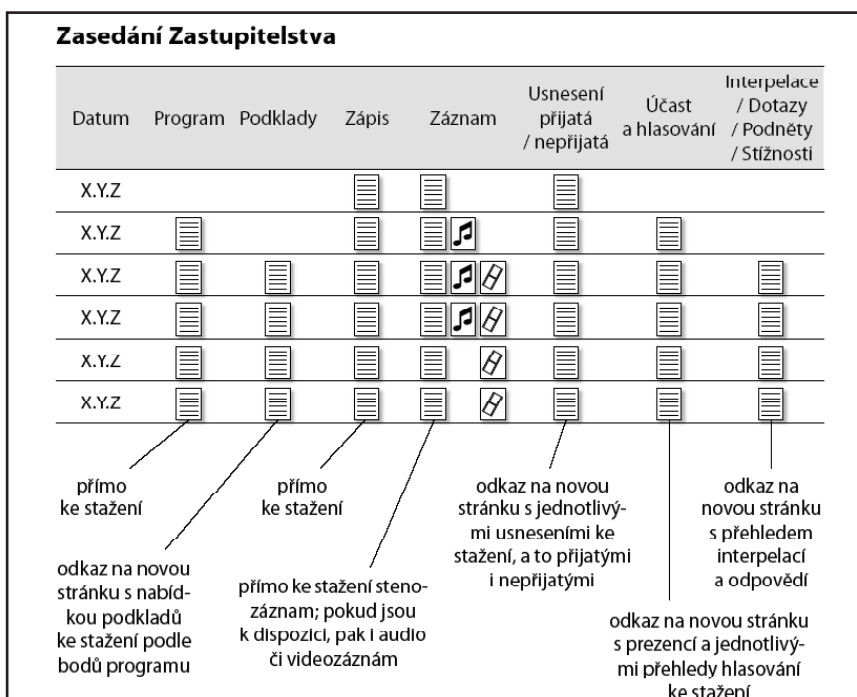 Zasedání Zastupitelstva
Datum
Program
Podklady
Zápis
Záznam
Usnesení
přijatá
/ nepřijatá
Účast
a hlasování
Interpelace
/ Dotazy
/ Podněty
/ Stížnosti
X.Y.Z
X.Y.Z
X.Y.Z
X.Y.Z
X.Y.Z
X.Y.Z
přímo
ke stažení
odkaz na novou
stránku s nabíd-
kou podkladů
ke stažení podle
bodů programu
přímo
ke stažení
přímo ke stažení steno-
záznam; pokud jsou
k dispozici, pak i audio
či videozáznám
odkaz na novou
stránku s jednotlivý-
mi usneseními ke
stažení, a to přijatými
i nepřijatými
odkaz na novou stránku
s prezencí a jednotlivý-
mi přehledy hlasování
ke stažení
odkaz na
novou stránku
s přehledem
interpelací
a odpovědí